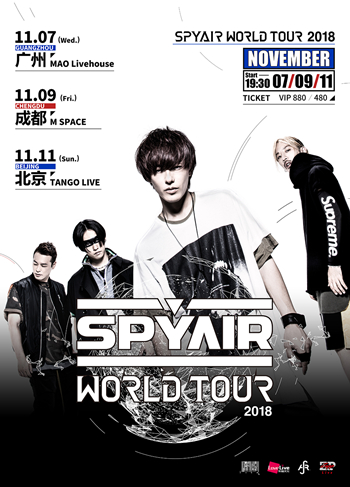 11.07 (Wed.)
GUANGZHOU
广州 MAO Livehouse
11.09 (Fri.)
CHENGDU
成都 M SPACE
11.11 (Sun.)
BEIJING
北京 TANGO LIVE
SPYAIR WORLD TOUR 2018
NOVEMBER
Start
19:30 07/09/11
TICKET VIP 880 / 480
Supreme
SPYAIR
WORLD TOUR
2018
LoveLive